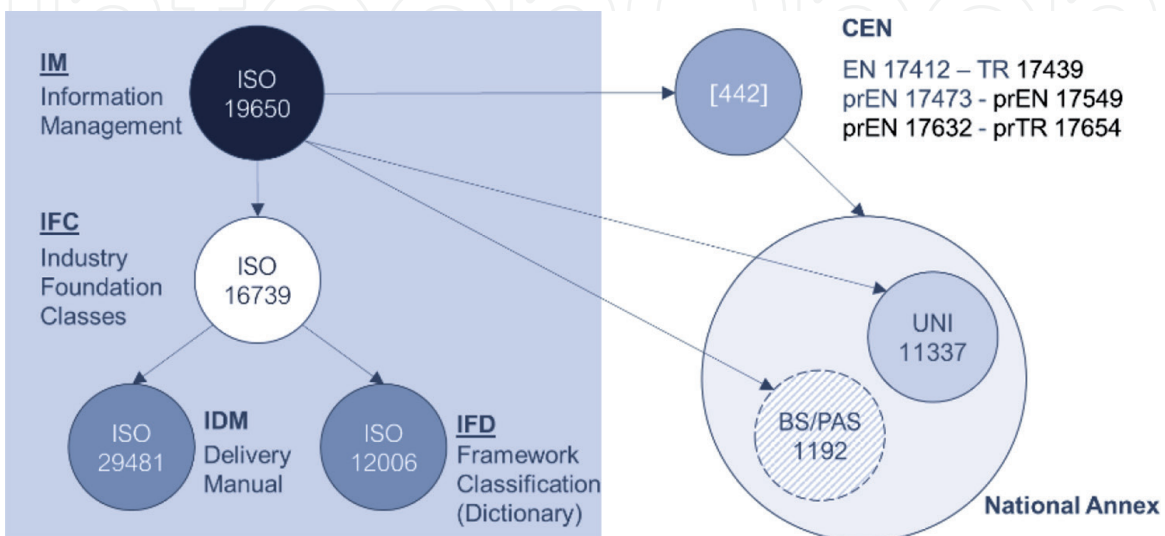 IM
Information
Management
ISO
19650
[442]
CEN
EN 17412 – TR 17439
prEN 17473 - prEN 17549
prEN 17632 - prTR 17654
IFC
Industry
Foundation
Classes
ISO
16739
UNI
11337
BS/PAS
1192
National Annex
ISO
29481
IDM
Delivery
Manual
ISO
12006
IFD
Framework
Classification
(Dictionary)